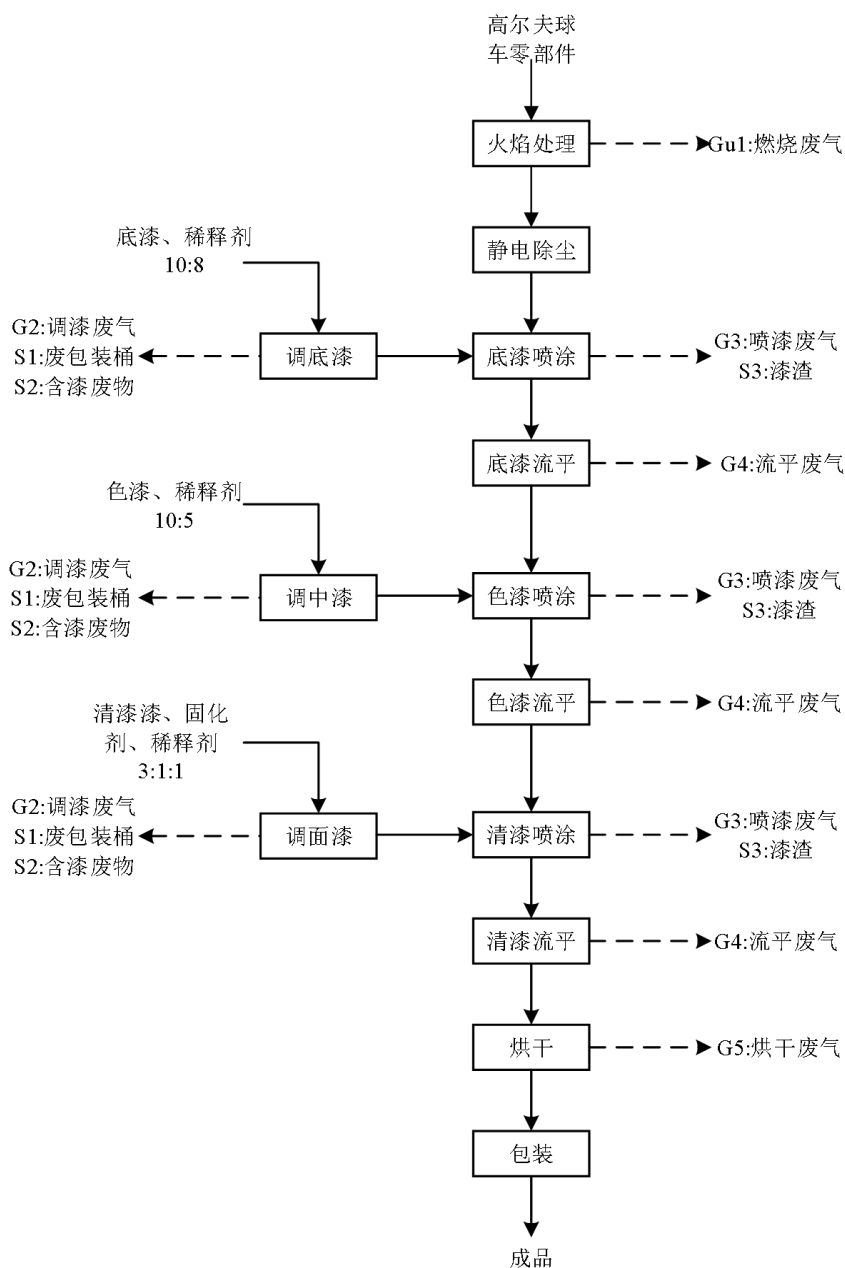 高尔夫球
车零部件
火焰处理
Gu1:燃烧废气
静电除尘
底漆、稀释剂
10:8
G2:调漆废气
S1:废包装桶
S2:含漆废物
调底漆
底漆喷涂
G3:喷漆废气
S3:漆渣
底漆流平
G4:流平废气
色漆、稀释剂
10:5
G2:调漆废气
S1:废包装桶
S2:含漆废物
调中漆
色漆喷涂
G3:喷漆废气
S3:漆渣
色漆流平
G4:流平废气
清漆漆、固化
剂、稀释剂
3:1:1
G2:调漆废气
S1:废包装桶
S2:含漆废物
调面漆
清漆喷涂
G3:喷漆废气
S3:漆渣
清漆流平
G4:流平废气
烘干
G5:烘干废气
包装
成品